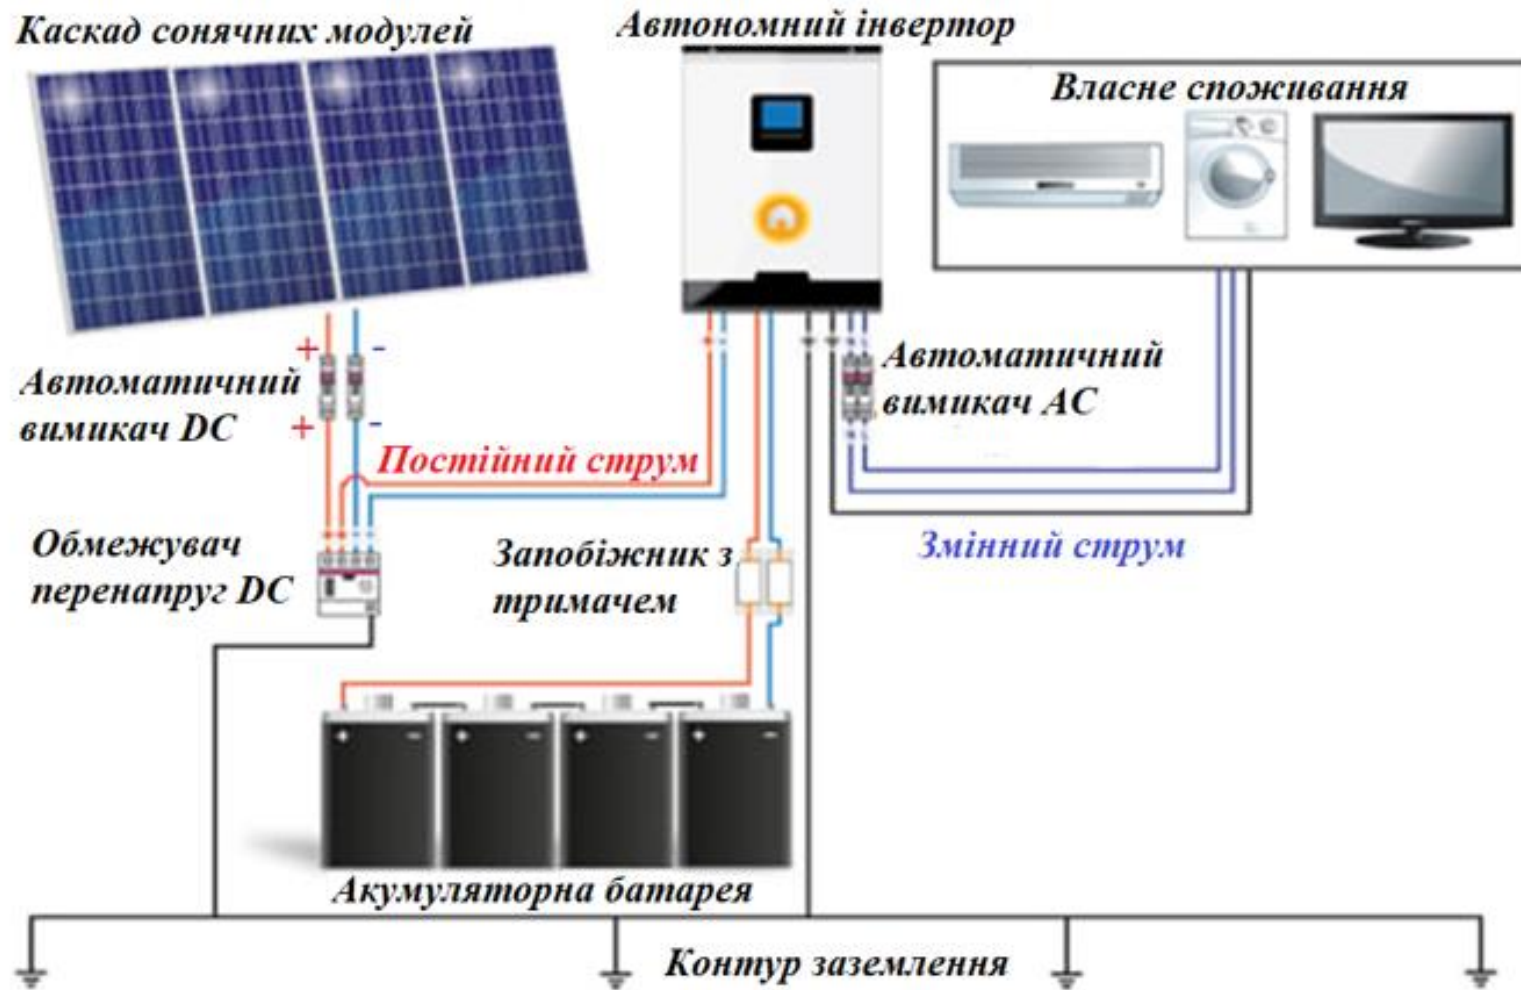 Каскад сонячних модулей
Автономний інвертор
Власне споживання
+ -
Автоматичний
вимикач DC
+ -
Автоматичний
вимикач АС
Постійний струм
Обмежувач
перенапруг DC
Запобіжник з
тримачем
Змінний струм
Акумуляторна батарея
Контур заземлення